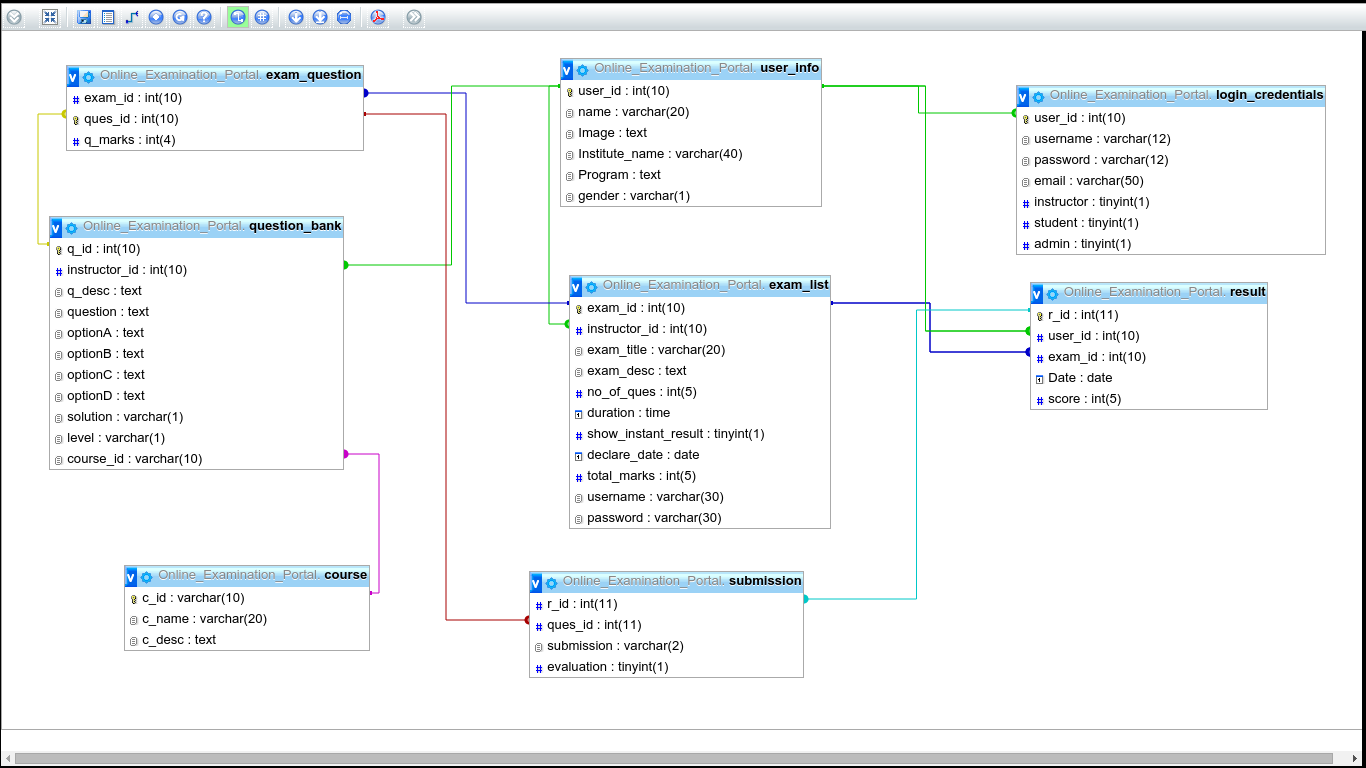 Online_Examination_Portal. exam_question
exam_id : int(10)
ques_id : int(10)
q_marks : int(4)
Online_Examination_Portal. user_info
user_id : int(10)
name : varchar(20)
Image : text
Institute_name : varchar(40)
Program : text
gender : varchar(1)
Online_Examination_Portal. login_credentials
user_id : int(10)
username : varchar(12)
password : varchar(12)
email : varchar(50)
instructor : tinyint(1)
student : tinyint(1)
admin : tinyint(1)
Online_Examination_Portal. question_bank
q_id : int(10)
instructor_id : int(10)
q_desc : text
question : text
optionA : text
optionB : text
optionC : text
optionD : text
solution : varchar(1)
level : varchar(1)
course_id : varchar(10)
Online_Examination_Portal. exam_list
exam_id : int(10)
instructor_id : int(10)
exam_title : varchar(20)
exam_desc : text
no_of_ques : int(5)
duration : time
show_instant_result : tinyint(1)
declare_date : date
total_marks : int(5)
username : varchar(30)
password : varchar(30)
Online_Examination_Portal. result
r_id : int(11)
user_id : int(10)
exam_id : int(10)
Date : date
score : int(5)
Online_Examination_Portal. course
c_id : varchar(10)
c_name : varchar(20)
c_desc : text
Online_Examination_Portal. submission
r_id : int(11)
ques_id : int(11)
submission : varchar(2)
evaluation : tinyint(1)